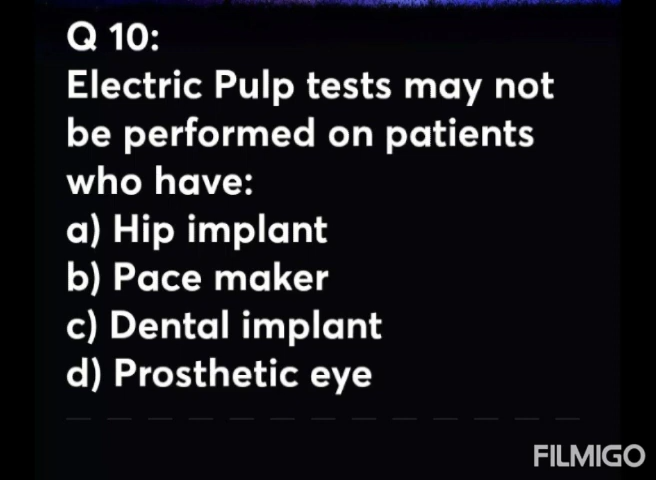 Q 10:
Electric Pulp tests may not
be performed on patients
who have:
a) Hip implant
b) Pace maker
c) Dental implant
d) Prosthetic eye
FILMIGO